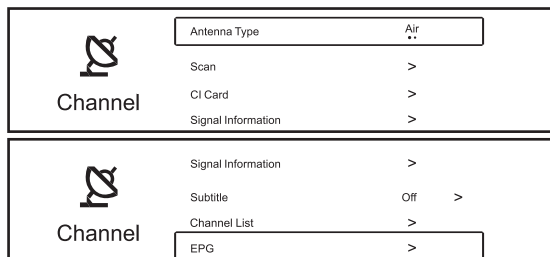 Antenna Type Air
Scan >
Channel
CI Card >
Signal Information >
Signal Information >
Subtitle Off >
Channel
Channel List >
EPG >